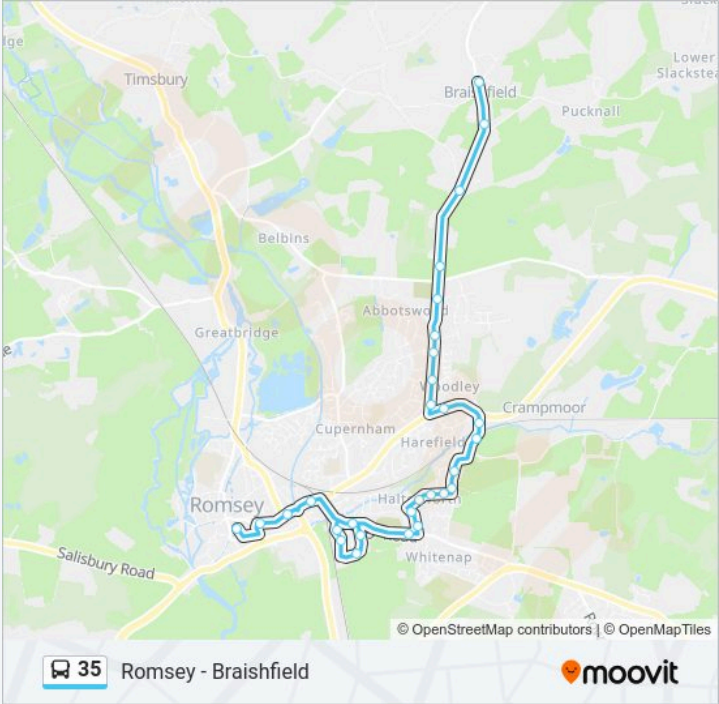 Timsbury
Lower
Braishfield
Pucknall
Belbins
Abbotswood
Greatbridge
Woodley
Crampmoor
Cupernham
Harefield
Romsey
Halterworth
Whitenap
Salisbury Road
© OpenStreetMap contributors | © OpenMapTiles
35 Romsey - Braishfield
moovit